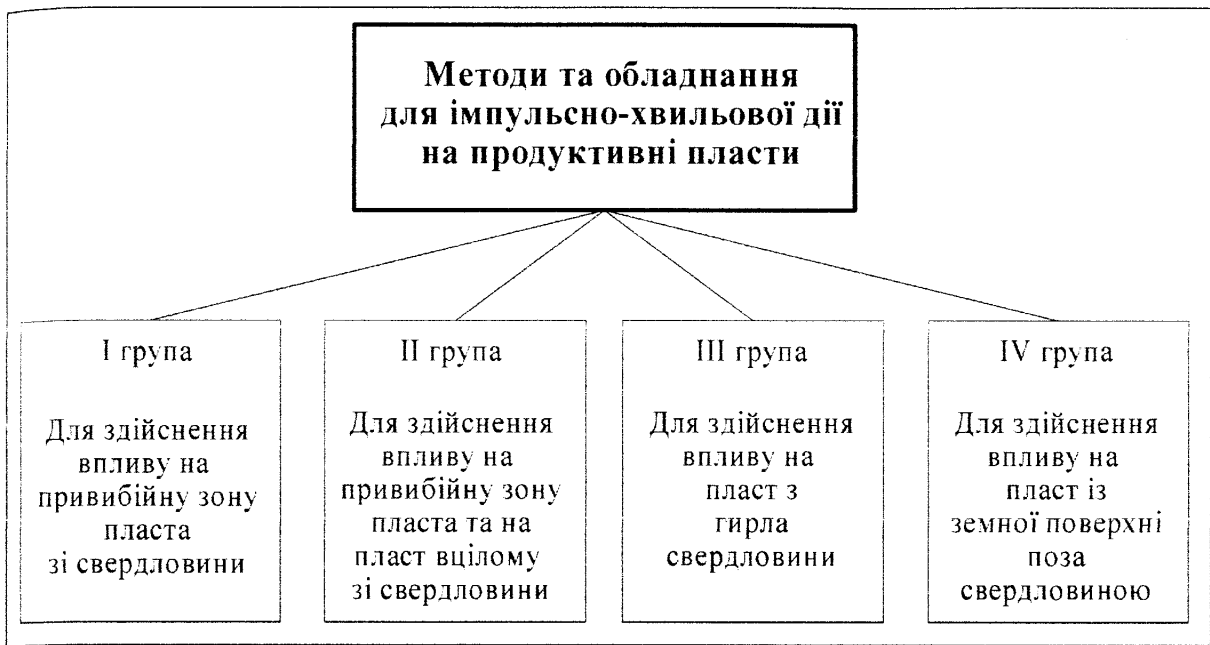 Методи та обладнання
для імпульсно-хвильової дії
на продуктивні пласти
І група
Для здійснення
впливу на
привибійну зону
пласта
зі свердловини
ІІ група
Для здійснення
впливу на
привибійну зону
пласта та на
пласт вцілому
зі свердловини
ІІІ група
Для здійснення
впливу на
пласт з
гирла
свердловини
IV група
Для здійснення
впливу на
пласт із
земної поверхні
поза
свердловиною